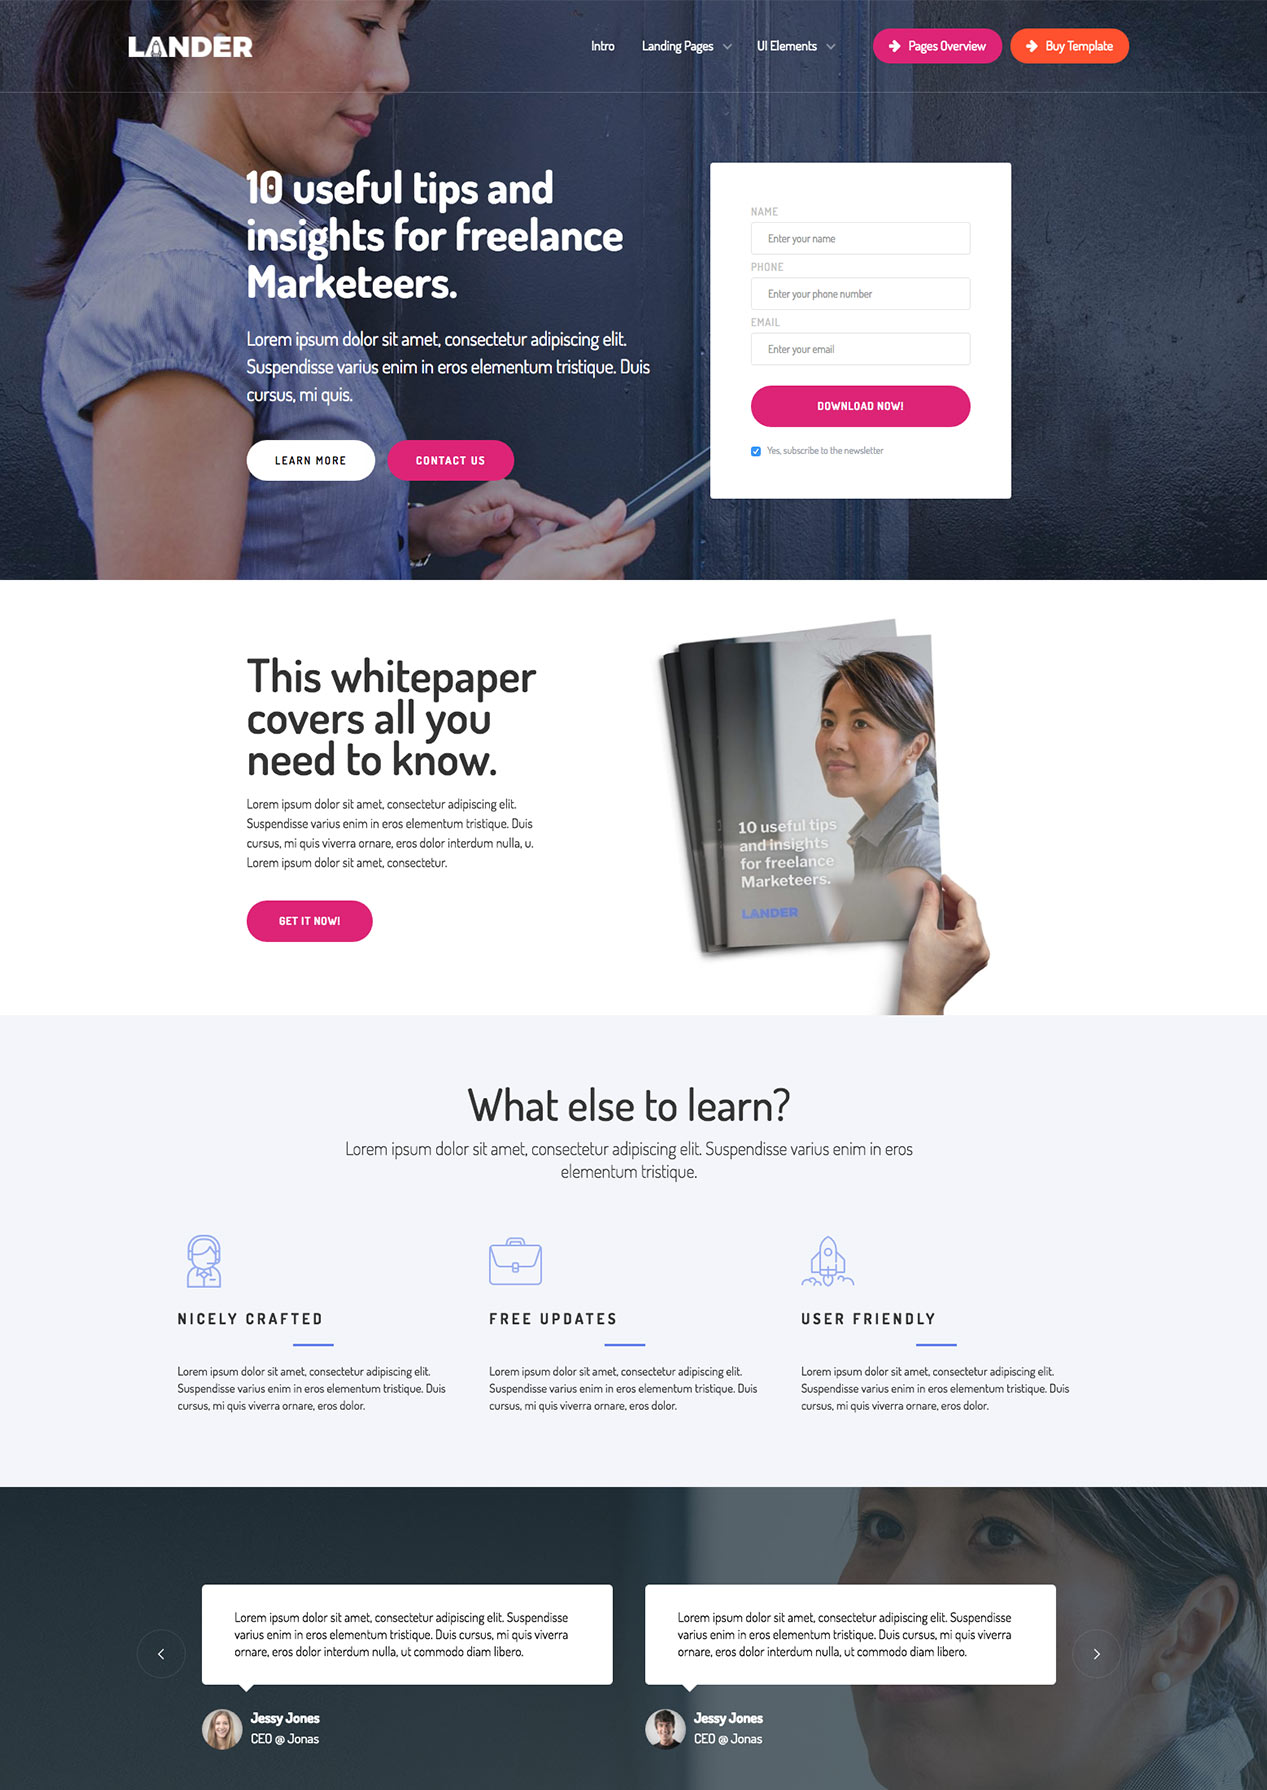 LANDER
Intro
Landing Pages
UI Elements
Pages Overview
Buy Template
10 useful tips and
insights for freelance
Marketeers.
Lorem ipsum dolor sit amet, consectetur adipiscing elit.
Suspendisse varius enim in eros elementum tristique. Duis
cursus, mi quis.
LEARN MORE
CONTACT US
NAME
Enter your name
PHONE
Enter your phone number
EMAIL
Enter your email
DOWNLOAD NOW!
Yes, subscribe to the newsletter
This whitepaper
covers all you
need to know.
Lorem ipsum dolor sit amet, consectetur adipiscing elit.
Suspendisse varius enim in eros elementum tristique. Duis
cursus, mi quis viverra ornare, eros dolor interdum nulla, u.
Lorem ipsum dolor sit amet, consectetur.
GET IT NOW!
10 useful tips
and insights
for freelance
Marketeers.
LANDER
What else to learn?
Lorem ipsum dolor sit amet, consectetur adipiscing elit. Suspendisse varius enim in eros
elementum tristique.
NICELY CRAFTED
Lorem ipsum dolor sit amet, consectetur adipiscing elit.
Suspendisse varius enim in eros elementum tristique. Duis
cursus, mi quis viverra ornare, eros dolor.
FREE UPDATES
Lorem ipsum dolor sit amet, consectetur adipiscing elit.
Suspendisse varius enim in eros elementum tristique. Duis
cursus, mi quis viverra ornare, eros dolor.
USER FRIENDLY
Lorem ipsum dolor sit amet, consectetur adipiscing elit.
Suspendisse varius enim in eros elementum tristique. Duis
cursus, mi quis viverra ornare, eros dolor.
Lorem ipsum dolor sit amet, consectetur adipiscing elit. Suspendisse
varius enim in eros elementum tristique. Duis cursus, mi quis viverra
ornare, eros dolor interdum nulla, ut commodo diam libero.
Jessy Jones
CEO @ Jonas
Lorem ipsum dolor sit amet, consectetur adipiscing elit. Suspendisse
varius enim in eros elementum tristique. Duis cursus, mi quis viverra
ornare, eros dolor interdum nulla, ut commodo diam libero.
Jessy Jones
CEO @ Jonas